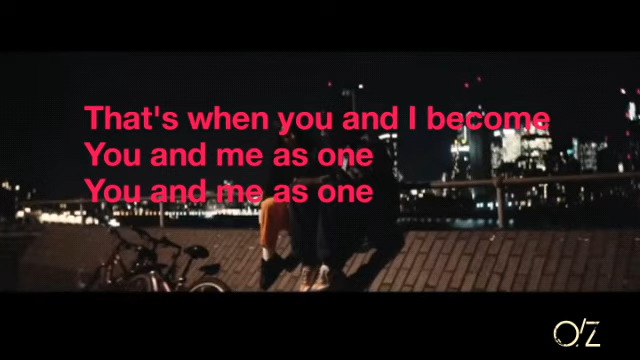 That's when you and I become
You and me as one
You and me as one
O'Z